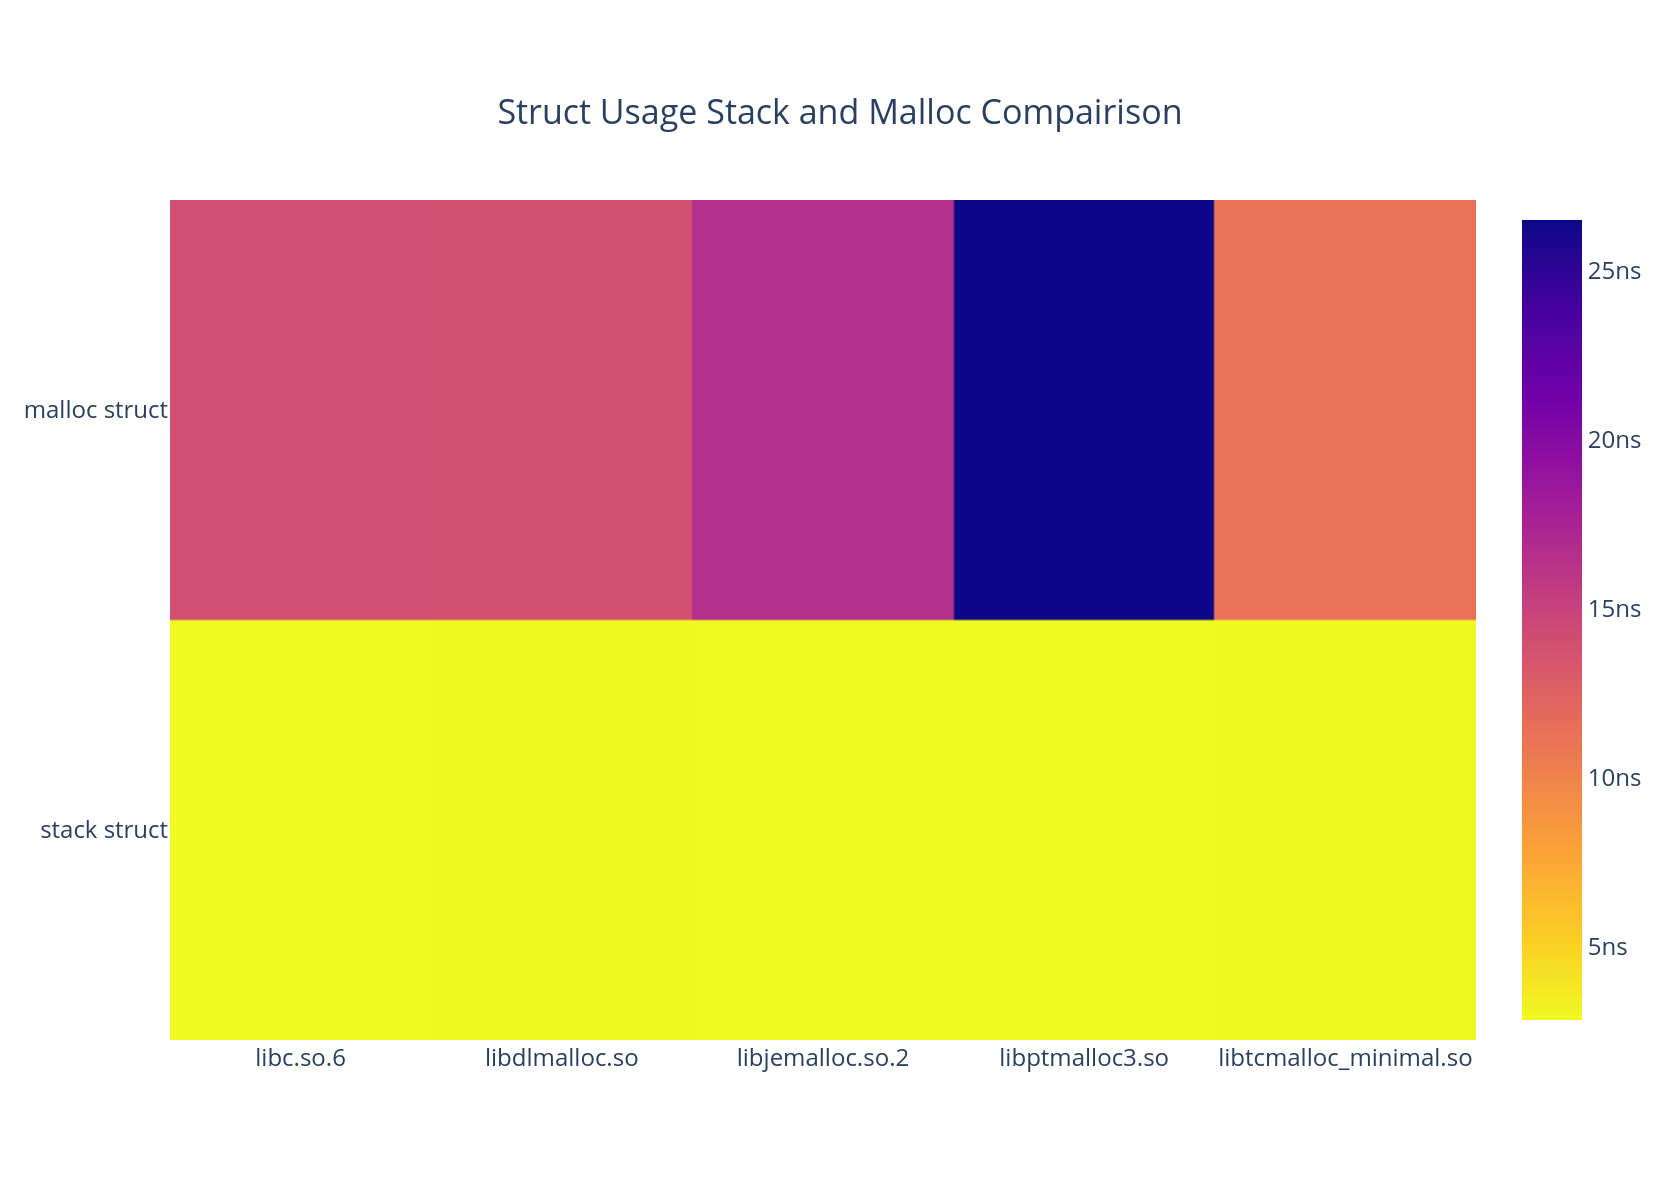 Struct Usage Stack and Malloc Compairison
malloc struct
stack struct
libc.so.6
libdlmalloc.so
libjemalloc.so.2
libptmalloc3.so
libtcmalloc_minimal.so
25ns
20ns
15ns
10ns
5ns